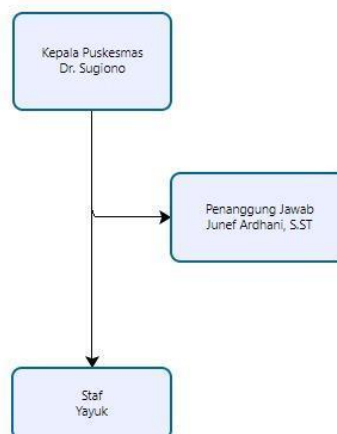 Kepala Puskesmas
Dr. Sugiono
Penanggung Jawab
Junef Ardhani, S.ST
Staf
Yayuk